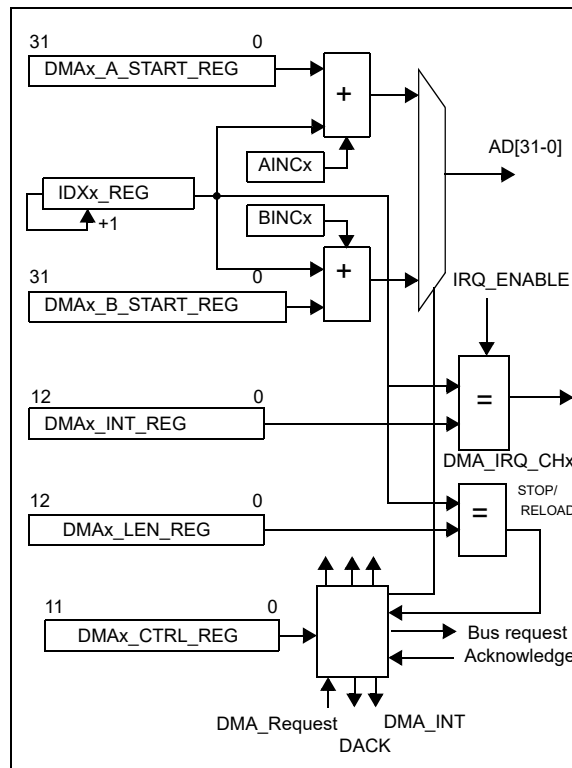 31 0
DMAx_A_START_REG
+
AD[31-0]
AINCx
IDXx_REG
+1
BINCx
31 0
+
DMAx_B_START_REG
IRQ_ENABLE
12 0
DMAx_INT_REG
=
DMA_IRQ_CHx
12 0
STOP/
RELOAD
DMAx_LEN_REG
=
11 0
DMAx_CTRL_REG
Bus request
Acknowledge
DMA_Request
DMA_INT
DACK